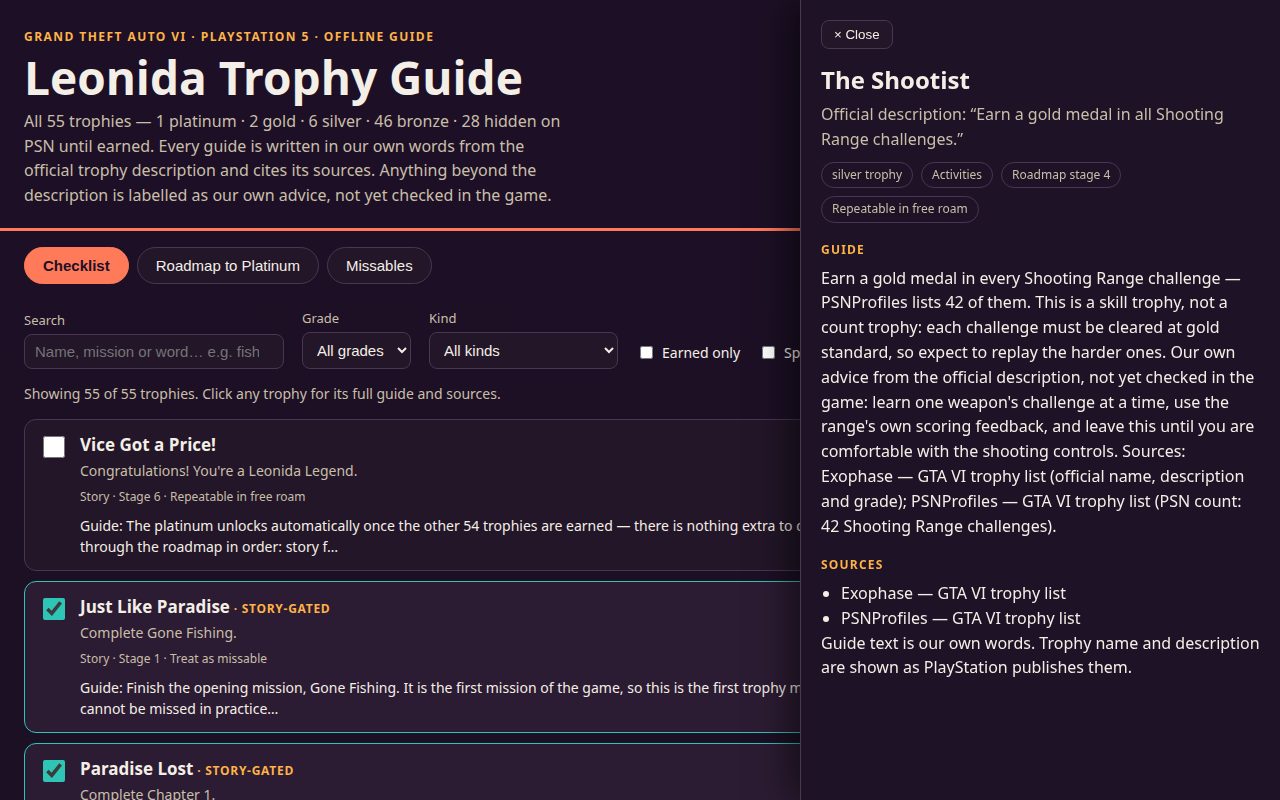 GRAND THEFT AUTO VI · PLAYSTATION 5 · OFFLINE GUIDE
Leonida Trophy Guide
All 55 trophies — 1 platinum · 2 gold · 6 silver · 46 bronze · 28 hidden on
PSN until earned. Every guide is written in our own words from the
official trophy description and cites its sources. Anything beyond the
description is labelled as our own advice, not yet checked in the game.
Checklist
Roadmap to Platinum
Missables
Search
Grade
Kind
Name, mission or word… e.g. fish
All grades
All kinds
Earned only
Sp
Showing 55 of 55 trophies. Click any trophy for its full guide and sources.
Vice Got a Price!
Congratulations! You're a Leonida Legend.
Story · Stage 6 · Repeatable in free roam
Guide: The platinum unlocks automatically once the other 54 trophies are earned — there is nothing extra to
through the roadmap in order: story f…
Just Like Paradise · STORY-GATED
Complete Gone Fishing.
Story · Stage 1 · Treat as missable
Guide: Finish the opening mission, Gone Fishing. It is the first mission of the game, so this is the first trophy
cannot be missed in practice…
Paradise Lost · STORY-GATED
Complete Chapter 1.
× Close
The Shootist
Official description: “Earn a gold medal in all Shooting
Range challenges.”
silver trophy
Activities
Roadmap stage 4
Repeatable in free roam
GUIDE
Earn a gold medal in every Shooting Range challenge —
PSNProfiles lists 42 of them. This is a skill trophy, not a
count trophy: each challenge must be cleared at gold
standard, so expect to replay the harder ones. Our own
advice from the official description, not yet checked in the
game: learn one weapon's challenge at a time, use the
range's own scoring feedback, and leave this until you are
comfortable with the shooting controls. Sources:
Exophase — GTA VI trophy list (official name, description
and grade); PSNProfiles — GTA VI trophy list (PSN count:
42 Shooting Range challenges).
SOURCES
• Exophase — GTA VI trophy list
• PSNProfiles — GTA VI trophy list
Guide text is our own words. Trophy name and description
are shown as PlayStation publishes them.